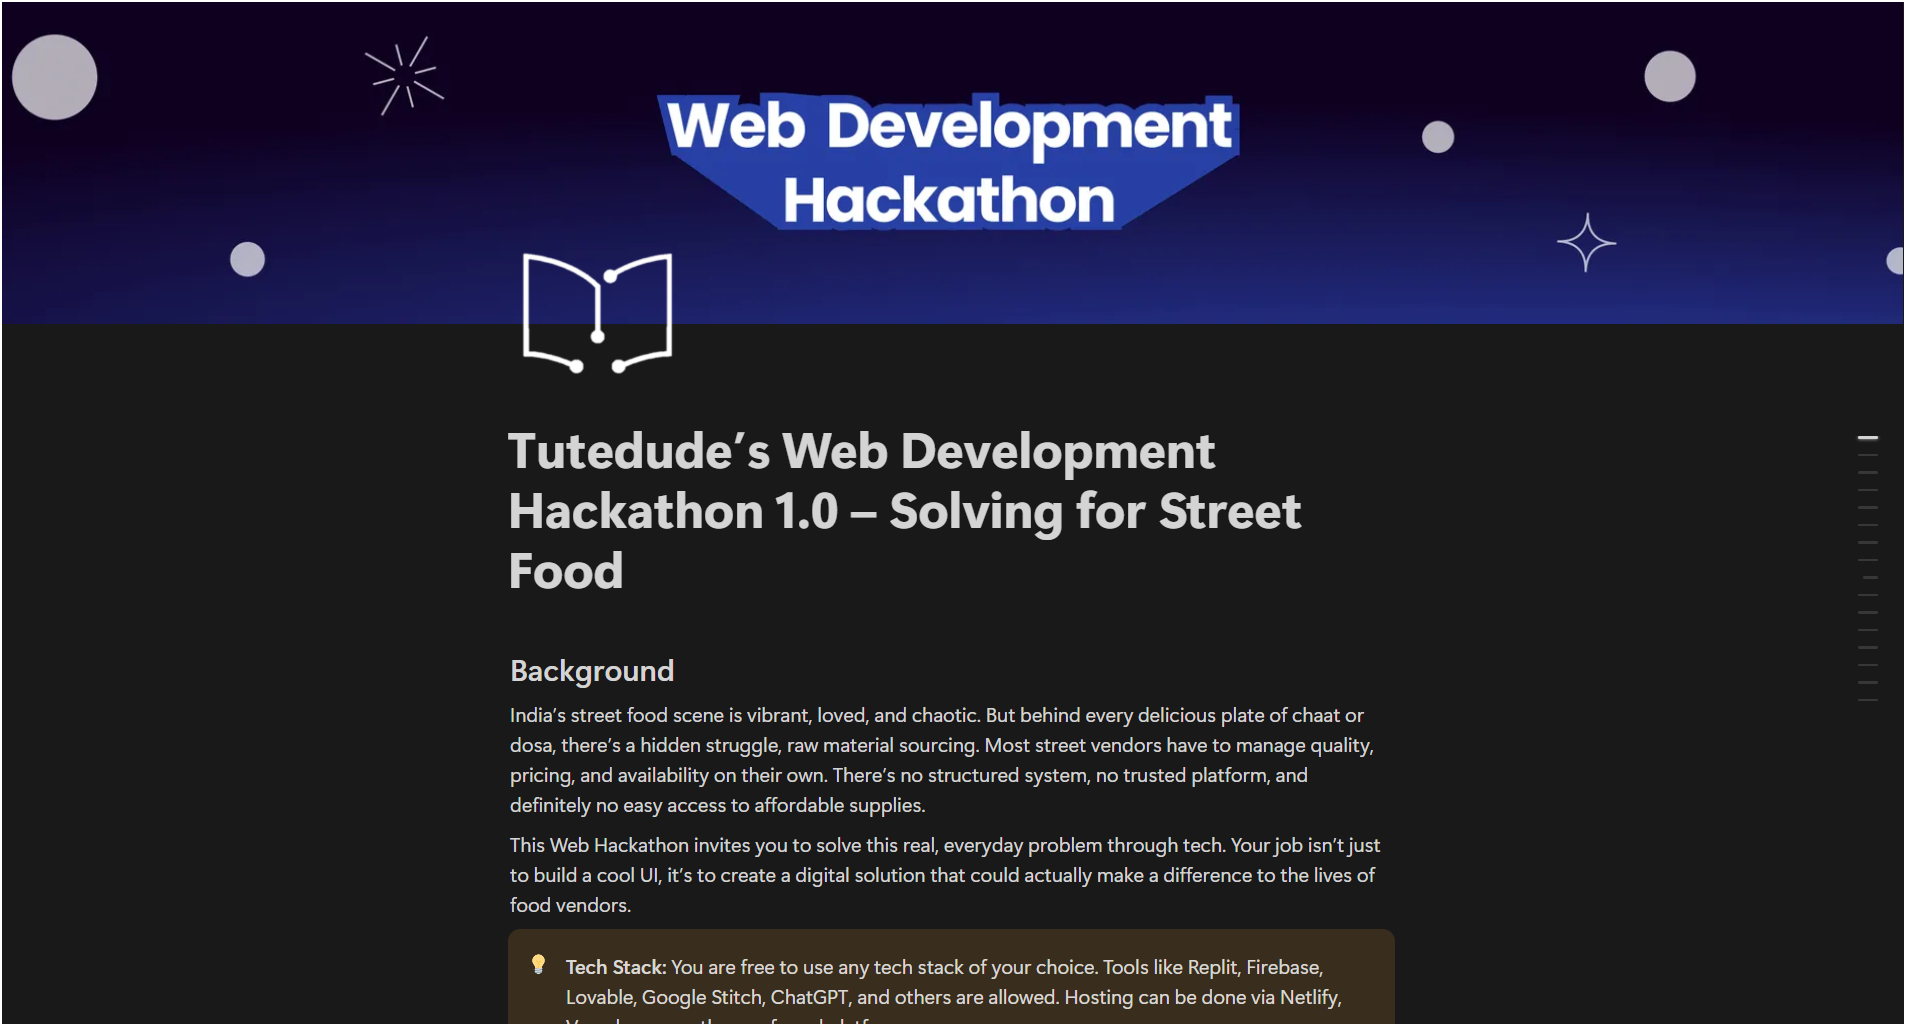 Web Development
Hackathon
Tutedude’s Web Development
Hackathon 1.0 – Solving for Street
Food
Background
India’s street food scene is vibrant, loved, and chaotic. But behind every delicious plate of chaat or
dosa, there’s a hidden struggle, raw material sourcing. Most street vendors have to manage quality,
pricing, and availability on their own. There’s no structured system, no trusted platform, and
definitely no easy access to affordable supplies.
This Web Hackathon invites you to solve this real, everyday problem through tech. Your job isn’t just
to build a cool UI, it’s to create a digital solution that could actually make a difference to the lives of
food vendors.
Tech Stack: You are free to use any tech stack of your choice. Tools like Replit, Firebase,
Lovable, Google Stitch, ChatGPT, and others are allowed. Hosting can be done via Netlify,